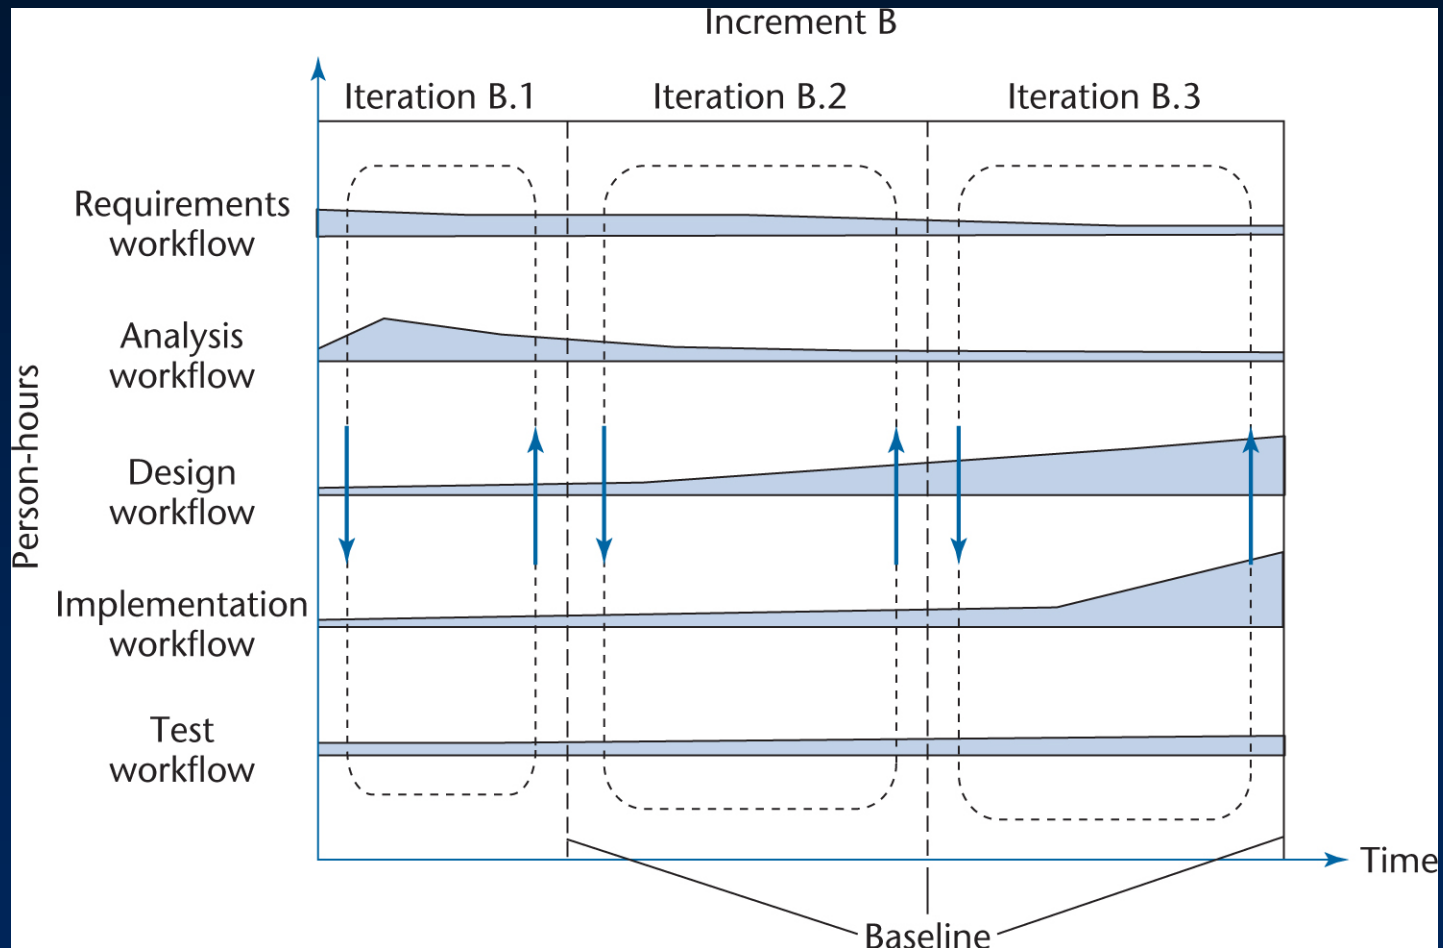 Increment B
Iteration B.1
Iteration B.2
Iteration B.3
Requirements
workflow
Analysis
workflow
Person-hours
Design
workflow
Implementation
workflow
Test
workflow
Time
Baseline